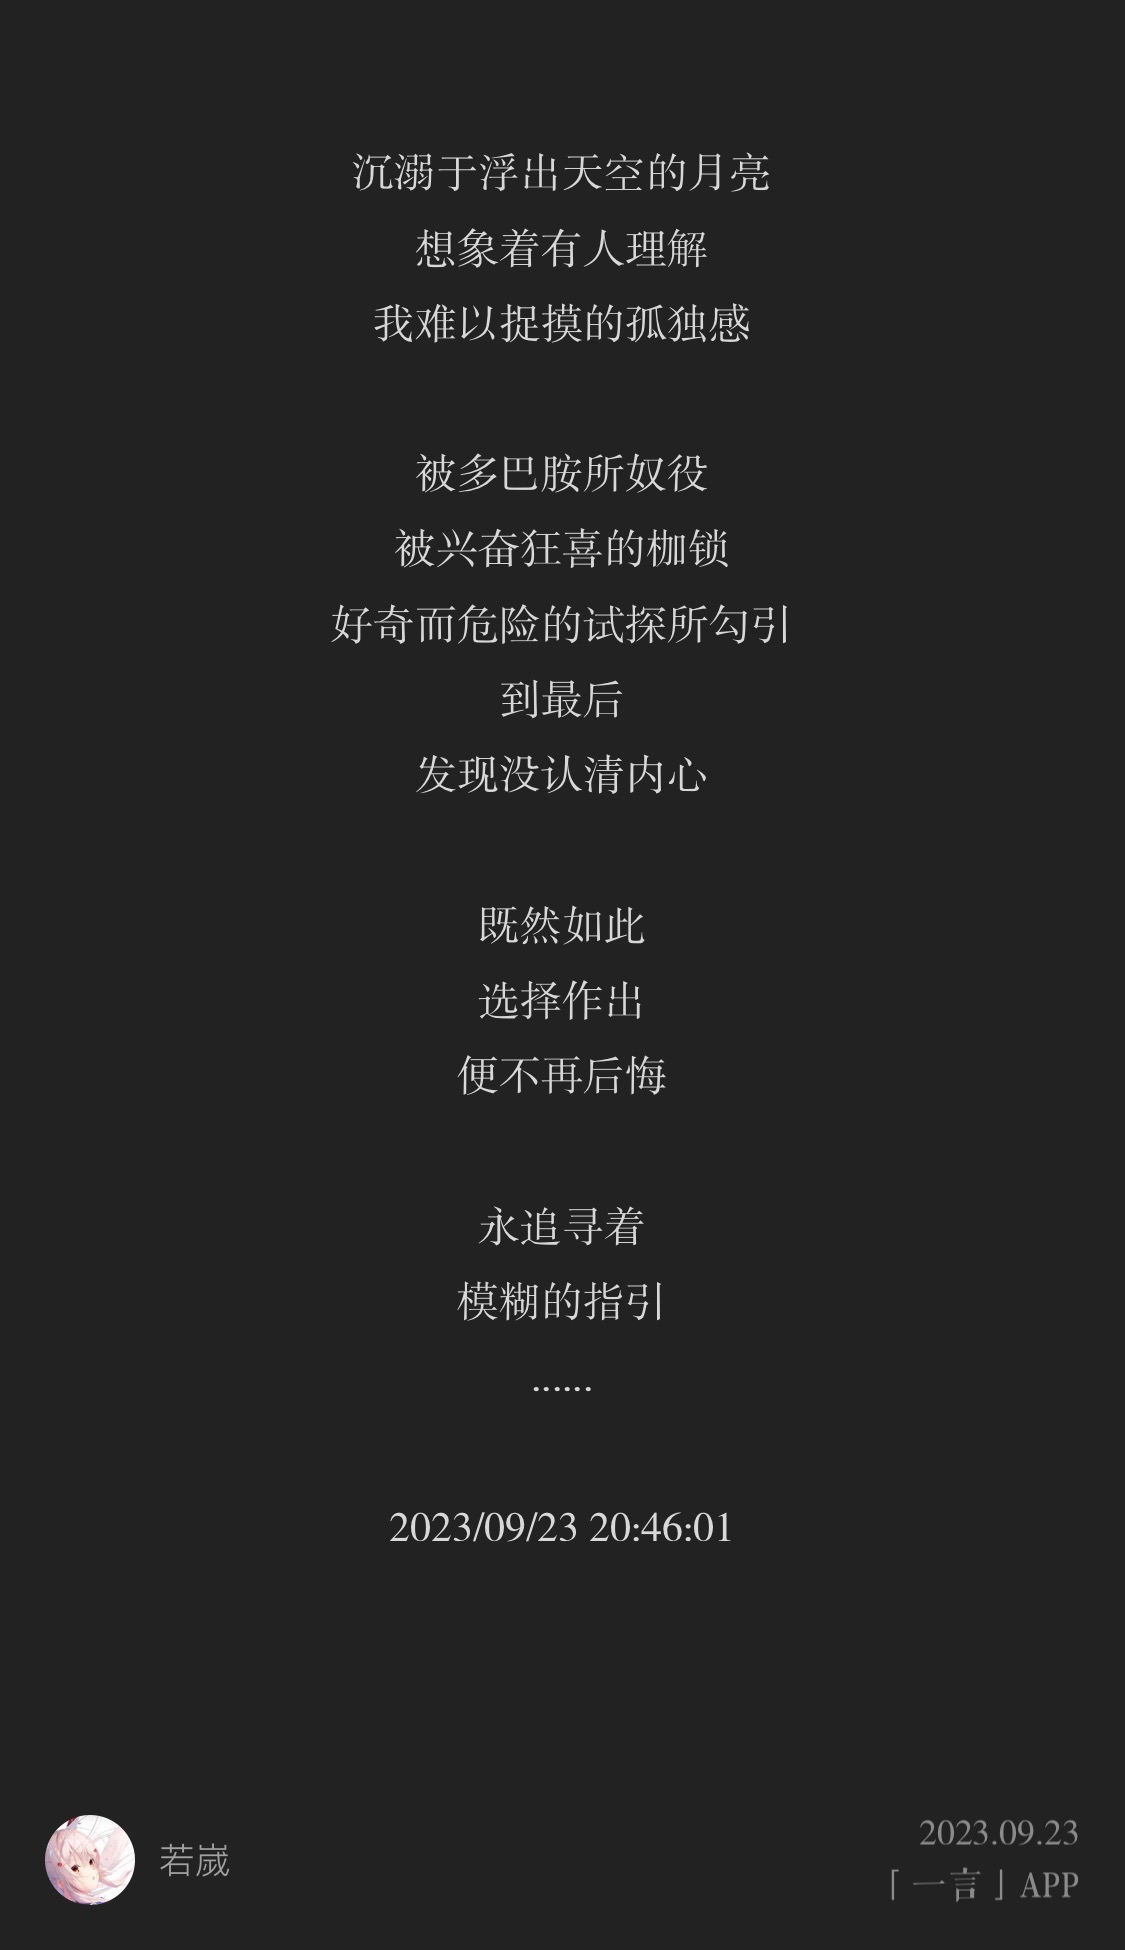 沉溺于浮出天空的月亮
想象着有人理解
我难以捉摸的孤独感
被多巴胺所奴役
被兴奋狂喜的枷锁
好奇而危险的试探所勾引
到最后
发现没认清内心
既然如此
选择作出
便不再后悔
永追寻着
模糊的指引
......
2023/09/23 20:46:01
若崴
2023.09.23
「一言」APP